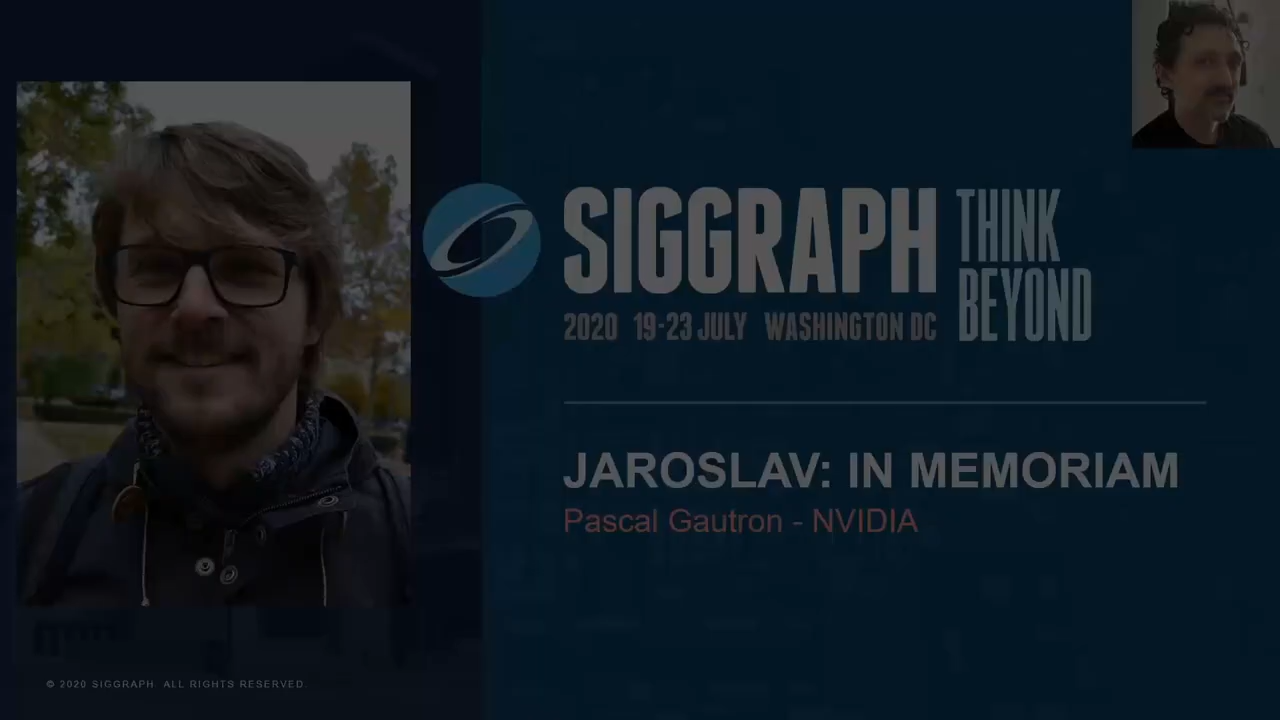 SIGGRAPH
THINK
BEYOND
2020 19-23 JULY WASHINGTON DC
JAROSLAV: IN MEMORIAM
Pascal Gautron - NVIDIA
© 2020 SIGGRAPH. ALL RIGHTS RESERVED.